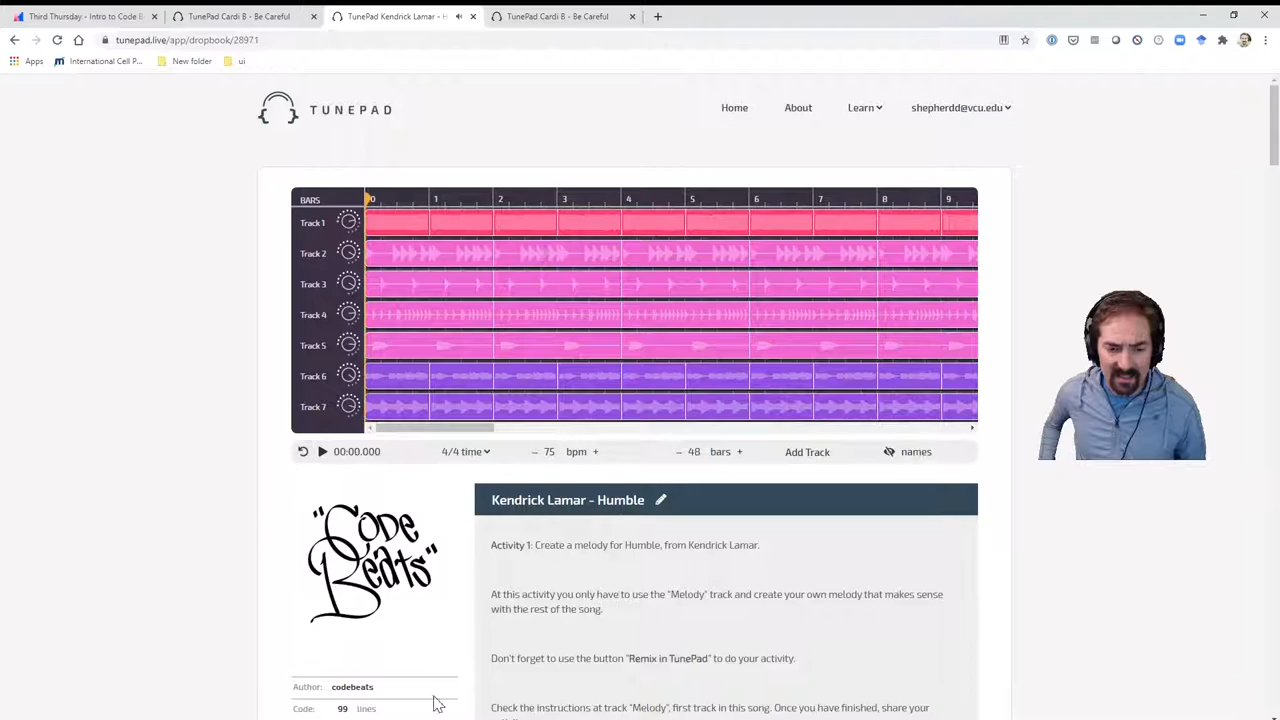 Third Thursday - Intro to Code B
TunePad Cardi B - Be Careful
TunePad Kendrick Lamar - H
TunePad Cardi B - Be Careful
tunepad.live/app/dropbook/28971
Apps
International Cell P...
New folder
ui
TUNEPAD
Home
About
Learn
shepherdd@vcu.edu
BARS
0 1 2 3 4 5 6 7 8 9
Track 1
Track 2
Track 3
Track 4
Track 5
Track 6
Track 7
00:00.000
4/4 time
– 75 bpm +
– 48 bars +
Add Track
names
"Code Beats"
Kendrick Lamar - Humble
Activity 1: Create a melody for Humble, from Kendrick Lamar.
At this activity you only have to use the "Melody" track and create your own melody that makes sense
with the rest of the song.
Don't forget to use the button "Remix in TunePad" to do your activity.
Check the instructions at track "Melody", first track in this song. Once you have finished, share your
Author: codebeats
Code: 99 lines